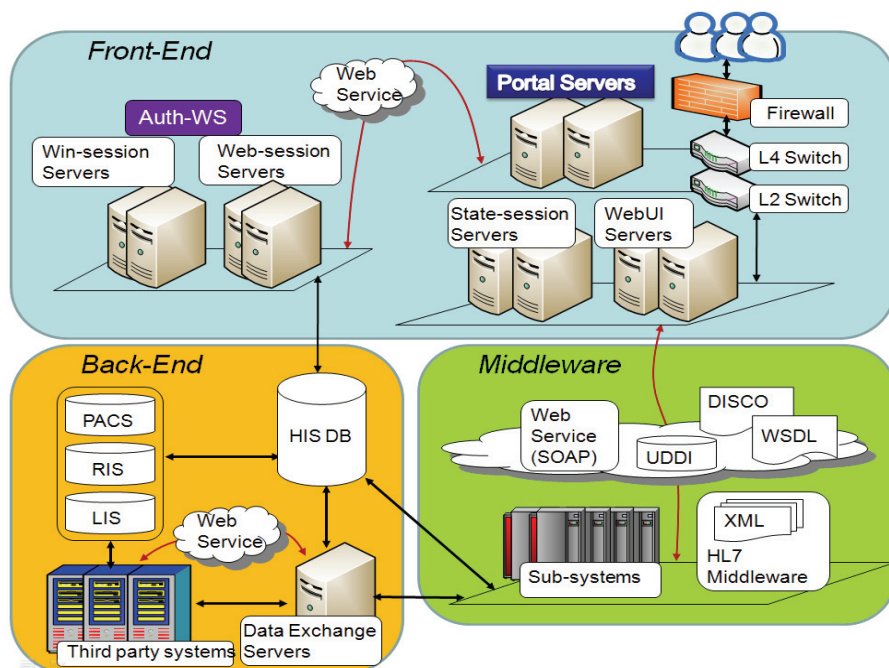 Front-End
Web
Service
Portal Servers
Firewall
Auth-WS
Win-session
Servers
Web-session
Servers
L4 Switch
L2 Switch
State-session
Servers
WebUI
Servers
Back-End
PACS
RIS
LIS
HIS DB
Web
Service
Third party systems
Data Exchange
Servers
Middleware
Web
Service
(SOAP)
UDDI
DISCO
WSDL
Sub-systems
XML
HL7
Middleware